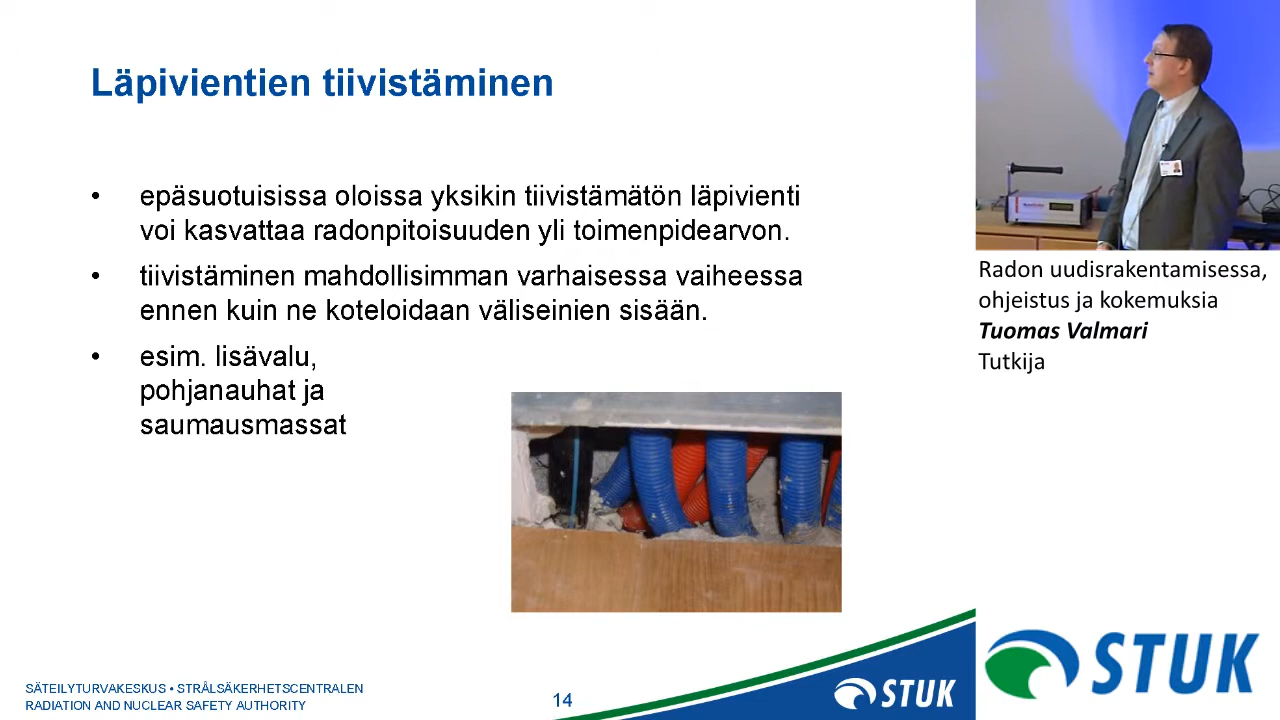 Läpivientien tiivistäminen
• epäsuotuisissa oloissa yksikin tiivistämätön läpivienti
voi kasvattaa radonpitoisuuden yli toimenpidearvon.
• tiivistäminen mahdollisimman varhaisessa vaiheessa
ennen kuin ne koteloidaan väliseinien sisään.
• esim. lisävalu,
pohjanauhat ja
saumausmassat
Radon uudisrakentamisessa,
ohjeistus ja kokemuksia
Tuomas Valmari
Tutkija
SÄTEILYTURVAKESKUS • STRÅLSÄKERHETSCENTRALEN
RADIATION AND NUCLEAR SAFETY AUTHORITY
14
STUK
STUK